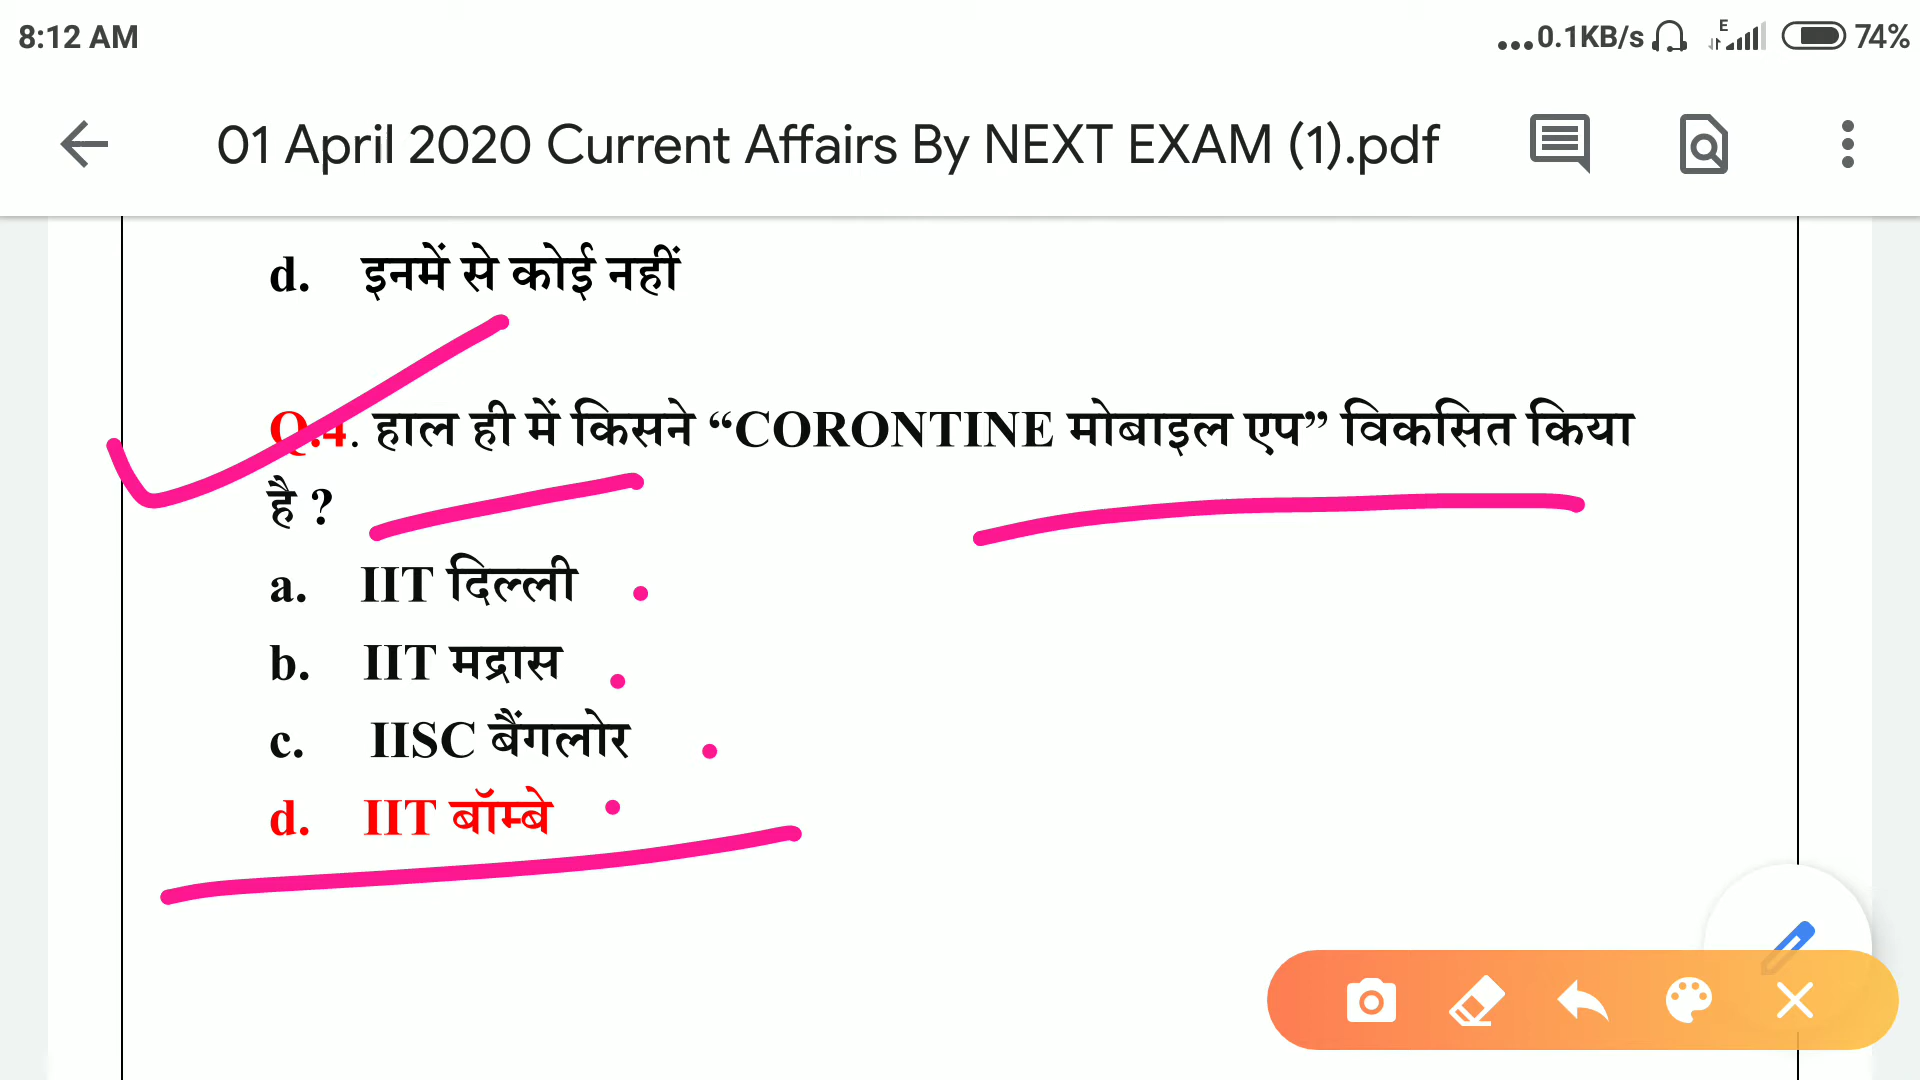 8:12 AM ...0.1KB/s E 74%
01 April 2020 Current Affairs By NEXT EXAM (1).pdf
d. इनमें से कोई नहीं
Q.4. हाल ही में किसने “CORONTINE मोबाइल एप” विकसित किया
है ?
a. IIT दिल्ली
b. IIT मद्रास
c. IISC बैंगलोर
d. IIT बॉम्बे